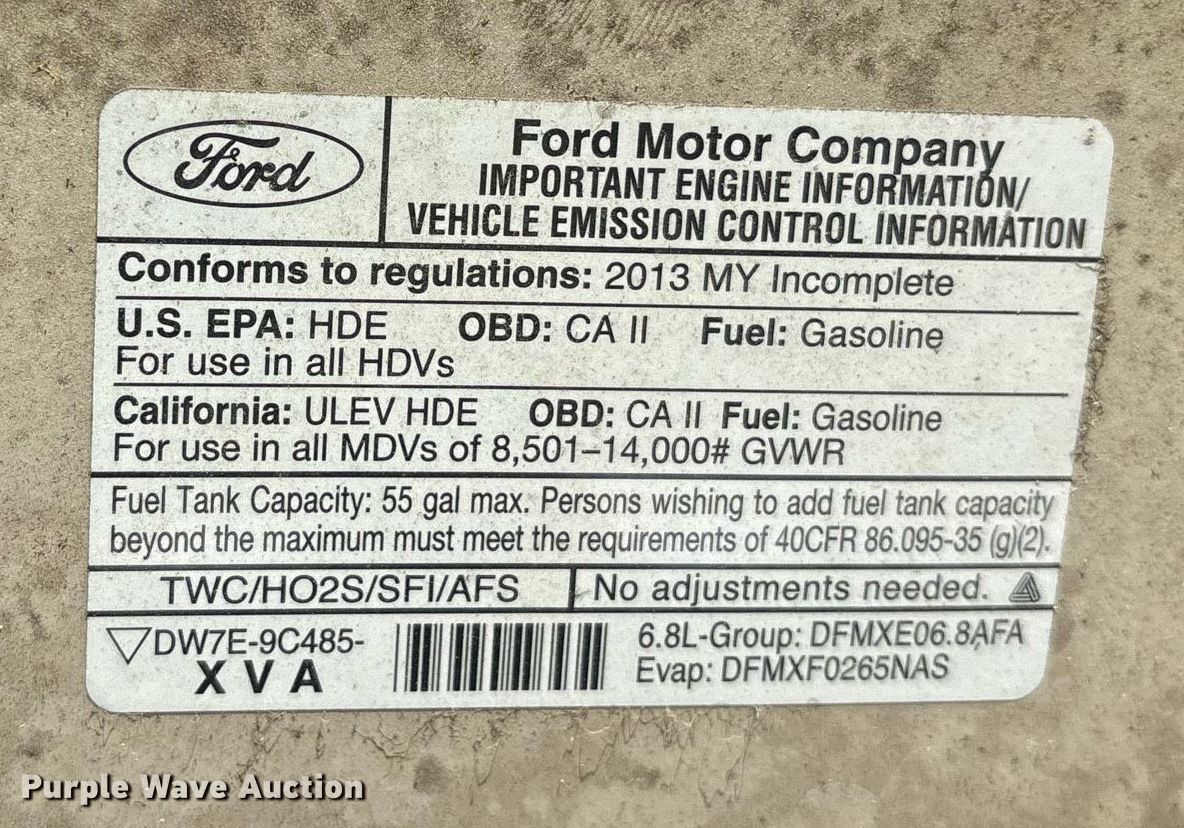 Ford
Ford Motor Company
IMPORTANT ENGINE INFORMATION/
VEHICLE EMISSION CONTROL INFORMATION
Conforms to regulations: 2013 MY Incomplete
U.S. EPA: HDE OBD: CA II Fuel: Gasoline
For use in all HDVs
California: ULEV HDE OBD: CA II Fuel: Gasoline
For use in all MDVs of 8,501–14,000# GVWR
Fuel Tank Capacity: 55 gal max. Persons wishing to add fuel tank capacity
beyond the maximum must meet the requirements of 40CFR 86.095-35 (g)(2).
TWC/HO2S/SFI/AFS No adjustments needed.
DW7E-9C485-
XVA
6.8L-Group: DFMXE06.8AFA
Evap: DFMXF0265NAS
Purple Wave Auction